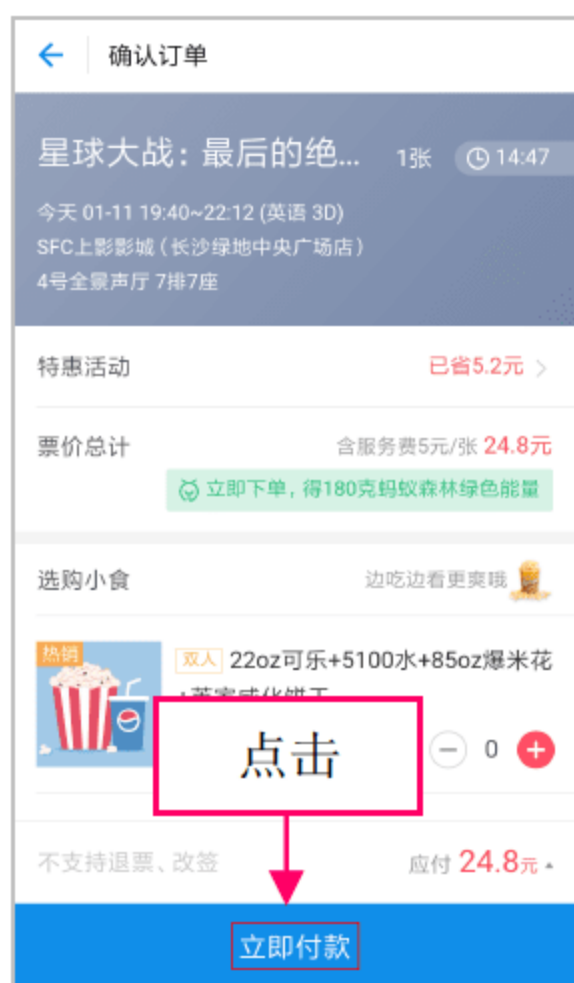 确认订单
星球大战：最后的绝... 1张 14:47
今天 01-11 19:40~22:12 (英语 3D)
SFC上影影城（长沙绿地中央广场店）
4号全景声厅 7排7座
特惠活动 已省5.2元
票价总计 含服务费5元/张 24.8元
立即下单，得180克蚂蚁森林绿色能量
选购小食 边吃边看更爽哦
热销
双人 22oz可乐+5100水+85oz爆米花
点击
0
不支持退票、改签 应付 24.8元
立即付款